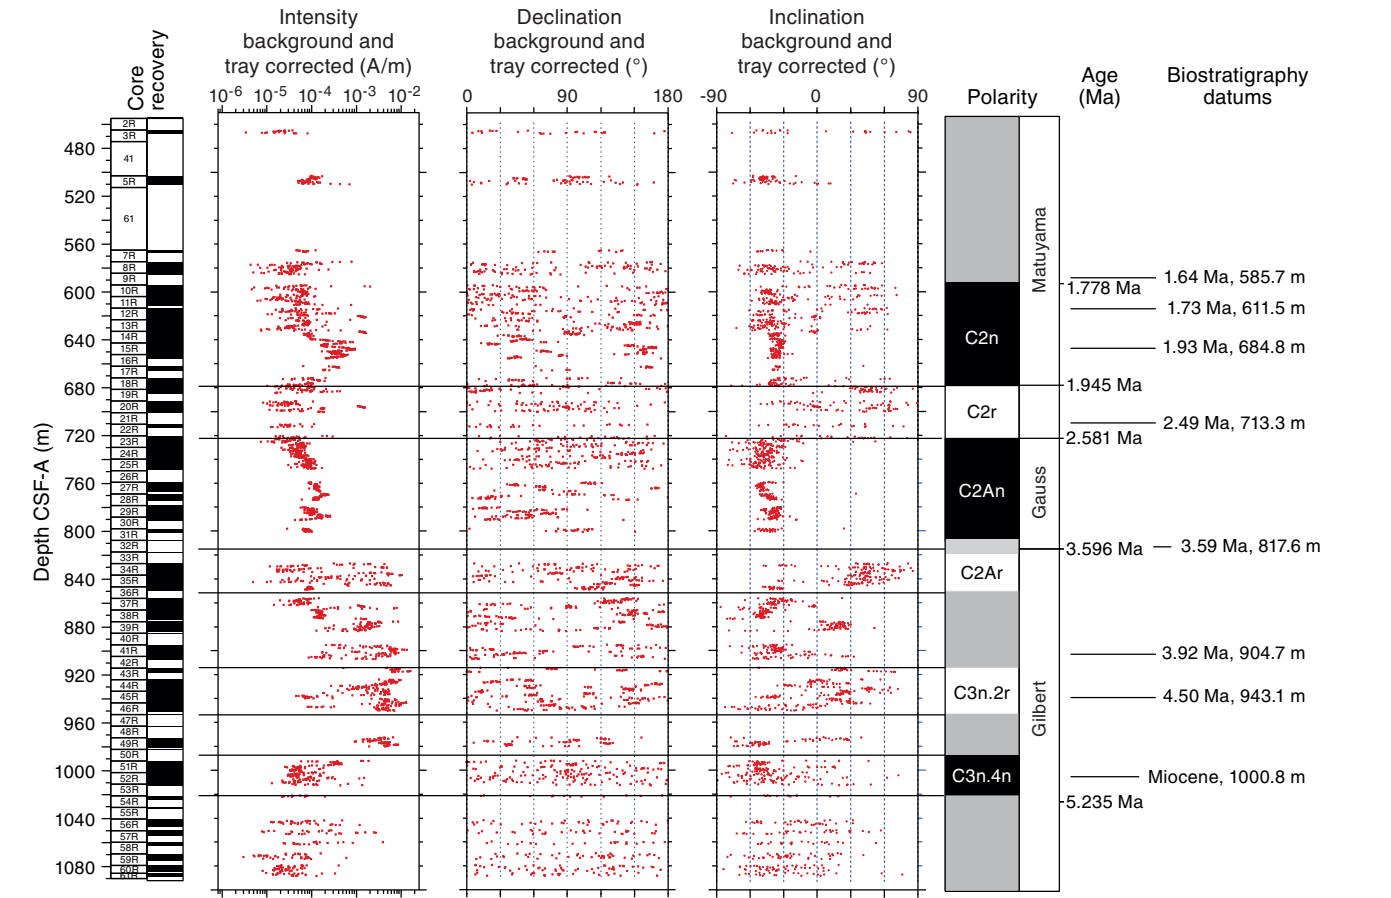 Intensity
background and
tray corrected (A/m)
Declination
background and
tray corrected (°)
Inclination
background and
tray corrected (°)
Core
recovery
10-6 10-5 10-4 10-3 10-2
0 90 180
-90 0 90
Polarity
Age
(Ma)
Biostratigraphy
datums
Depth CSF-A (m)
480
520
560
600
640
680
720
760
800
840
880
920
960
1000
1040
1080
2R
3R
41
5R
61
7R
8R
9R
10R
11R
12R
13R
14R
15R
16R
17R
18R
19R
20R
21R
22R
23R
24R
25R
26R
27R
28R
29R
30R
31R
32R
33R
34R
35R
36R
37R
38R
39R
40R
41R
42R
43R
44R
45R
46R
47R
48R
49R
50R
51R
52R
53R
54R
55R
56R
57R
58R
59R
60R
61R
C2n
C2r
C2An
C2Ar
C3n.2r
C3n.4n
Matuyama
Gauss
Gilbert
1.778 Ma
1.945 Ma
2.581 Ma
3.596 Ma
5.235 Ma
1.64 Ma, 585.7 m
1.73 Ma, 611.5 m
1.93 Ma, 684.8 m
2.49 Ma, 713.3 m
3.59 Ma, 817.6 m
3.92 Ma, 904.7 m
4.50 Ma, 943.1 m
Miocene, 1000.8 m